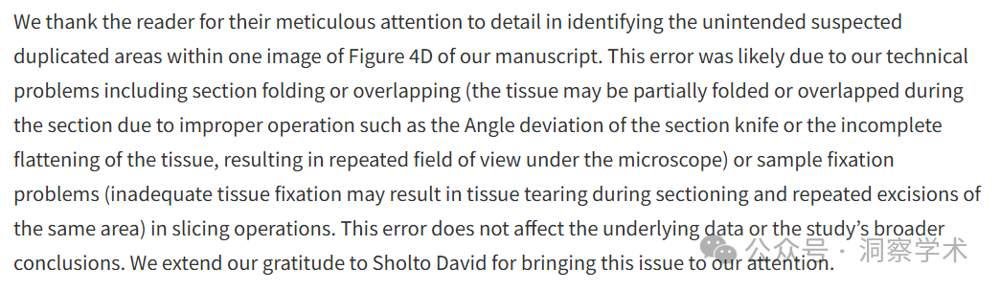 We thank the reader for their meticulous attention to detail in identifying the unintended suspected
duplicated areas within one image of Figure 4D of our manuscript. This error was likely due to our technical
problems including section folding or overlapping (the tissue may be partially folded or overlapped during
the section due to improper operation such as the Angle deviation of the section knife or the incomplete
flattening of the tissue, resulting in repeated field of view under the microscope) or sample fixation
problems (inadequate tissue fixation may result in tissue tearing during sectioning and repeated excisions of
the same area) in slicing operations. This error does not affect the underlying data or the study’s broader
conclusions. We extend our gratitude to Sholto David for bringing this issue to our attention.
公众号 · 洞察学术